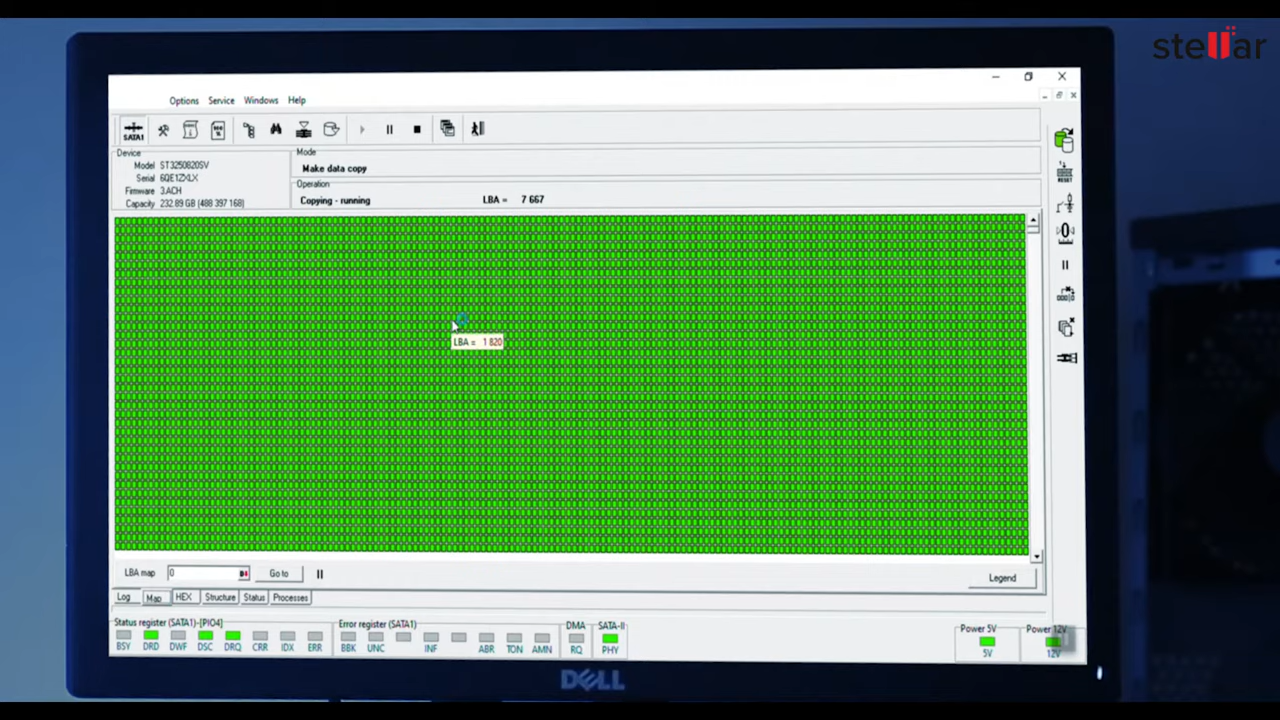 stellar
Options Service Windows Help
SATA1
Device
Model ST3250820SV
Serial 6QE1ZXLX
Firmware 3.ACH
Capacity 232.89 GB (488 397 168)
Mode
Make data copy
Operation
Copying - running LBA = 7 667
RESET
LBA = 1 820
LBA map 0 Go to Legend
Log Map HEX Structure Status Processes
Status register (SATA1)-[PIO4] Error register (SATA1) DMA SATA-II Power 5V Power 12V
BSY DRD DWF DSC DRQ CRR IDX ERR BBK UNC INF ABR TON AMN RQ PHY 5V 12V
DELL